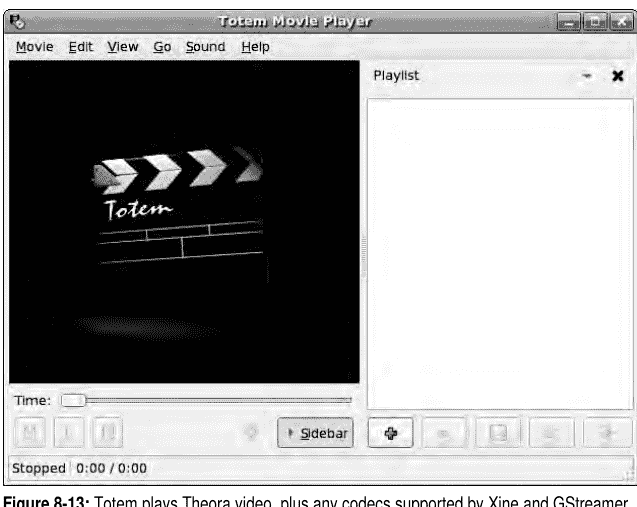 Totem Movie Player
Movie Edit View Go Sound Help
Playlist
Totem
Time:
Sidebar
Stopped 0:00 / 0:00
Figure 8-13: Totem plays Theora video, plus any codecs supported by Xine and GStreamer